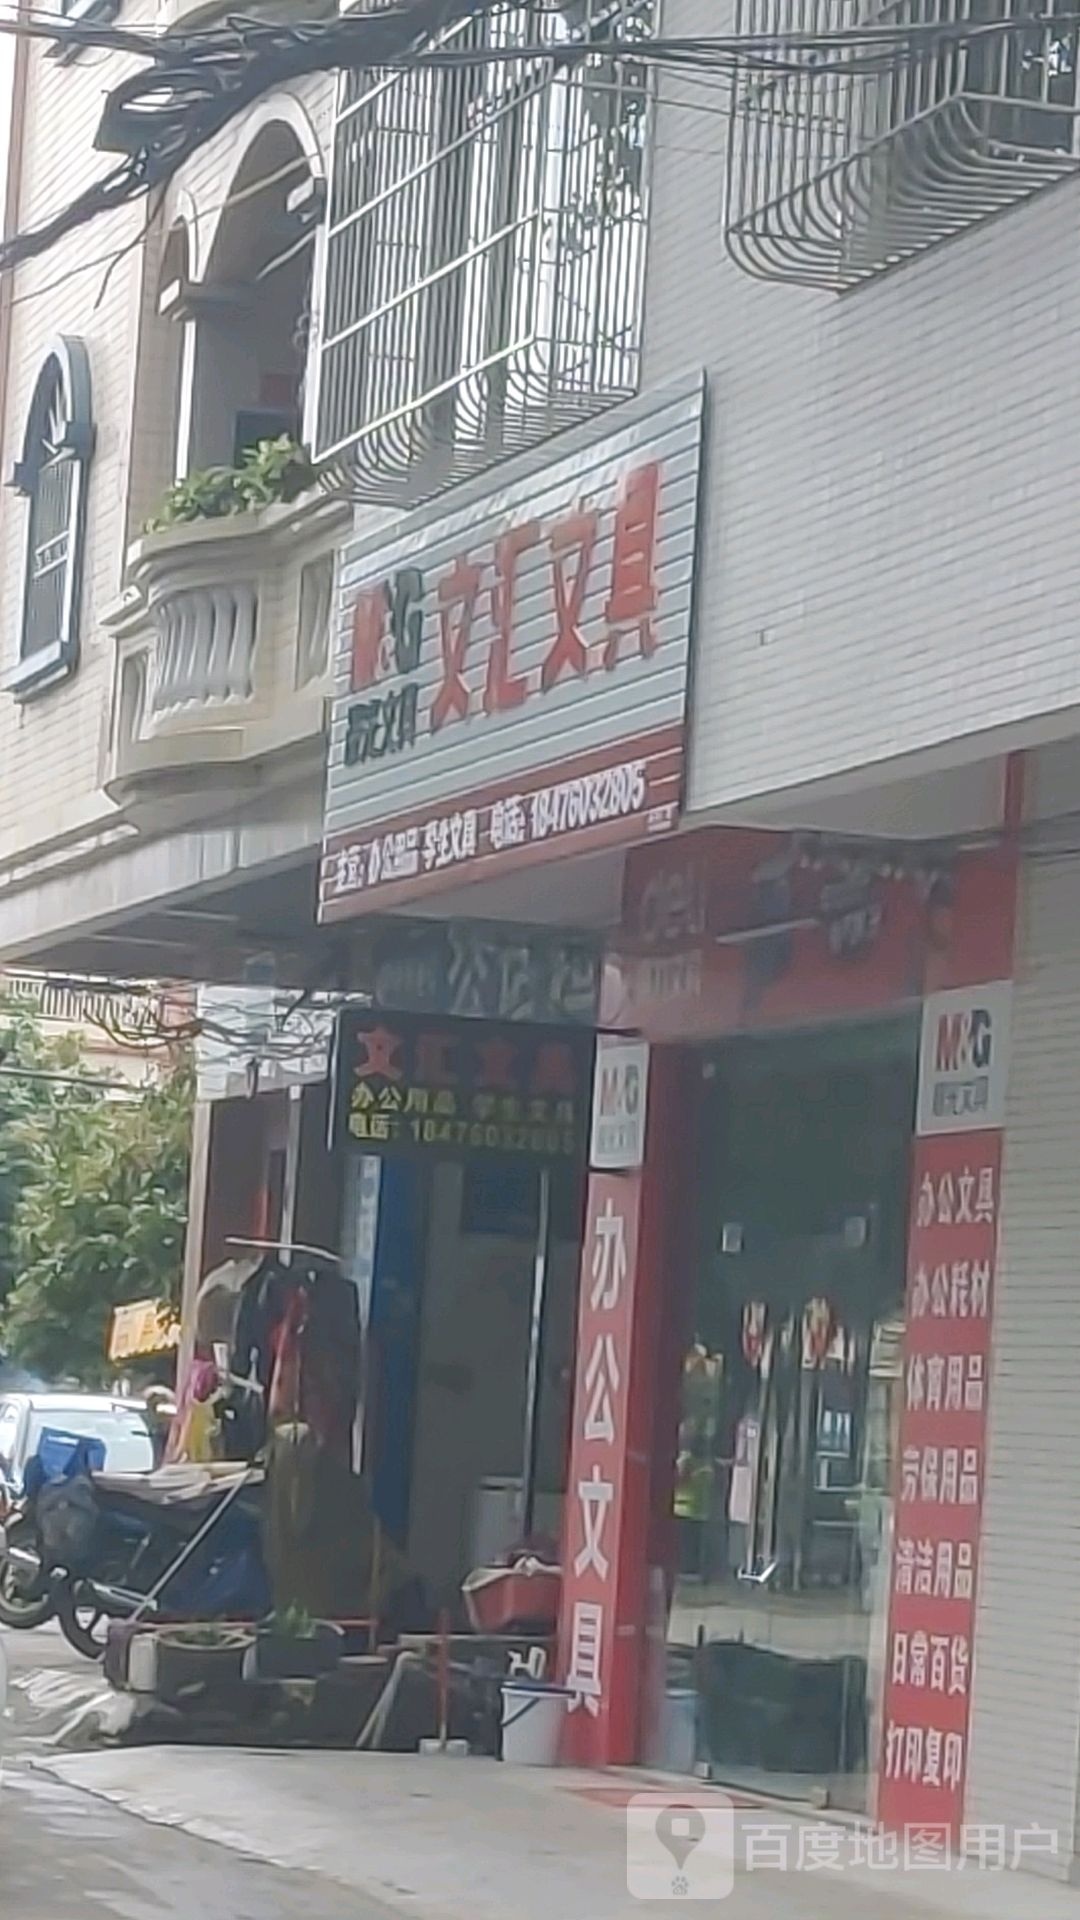 M&G 文汇文具
晨光文具
主营：办公用品 学生文具 电话：18476032805
文汇文具
办公用品 学生文具
电话：18476032805
M&G
晨光文具
办公文具
M&G
晨光文具
办公文具
办公耗材
体育用品
劳保用品
清洁用品
日常百货
打印复印
百度地图用户